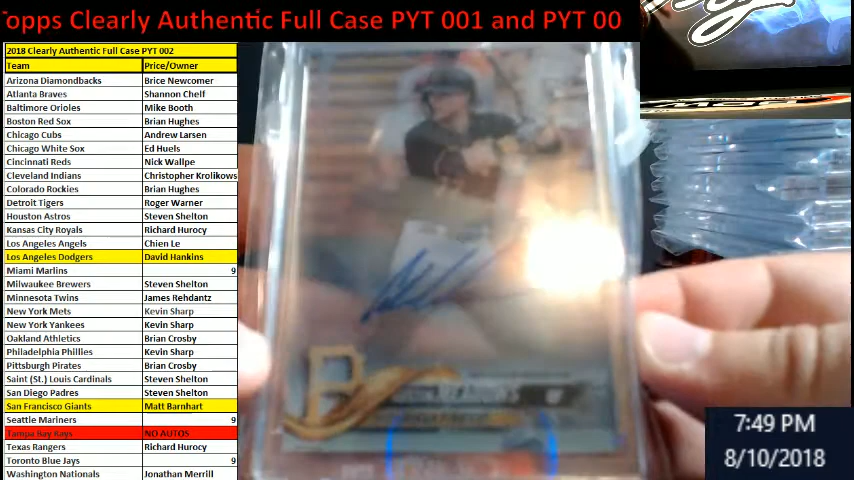 Topps Clearly Authentic Full Case PYT 001 and PYT 00
2018 Clearly Authentic Full Case PYT 002
Team Price/Owner
Arizona Diamondbacks Brice Newcomer
Atlanta Braves Shannon Chelf
Baltimore Orioles Mike Booth
Boston Red Sox Brian Hughes
Chicago Cubs Andrew Larsen
Chicago White Sox Ed Huels
Cincinnati Reds Nick Wallpe
Cleveland Indians Christopher Krolikows
Colorado Rockies Brian Hughes
Detroit Tigers Roger Warner
Houston Astros Steven Shelton
Kansas City Royals Richard Hurocy
Los Angeles Angels Chien Le
Los Angeles Dodgers David Hankins
Miami Marlins 9
Milwaukee Brewers Steven Shelton
Minnesota Twins James Rehdantz
New York Mets Kevin Sharp
New York Yankees Kevin Sharp
Oakland Athletics Brian Crosby
Philadelphia Phillies Kevin Sharp
Pittsburgh Pirates Brian Crosby
Saint (St.) Louis Cardinals Steven Shelton
San Diego Padres Steven Shelton
San Francisco Giants Matt Barnhart
Seattle Mariners 9
Tampa Bay Rays NO AUTOS
Texas Rangers Richard Hurocy
Toronto Blue Jays 9
Washington Nationals Jonathan Merrill
P
7:49 PM
8/10/2018